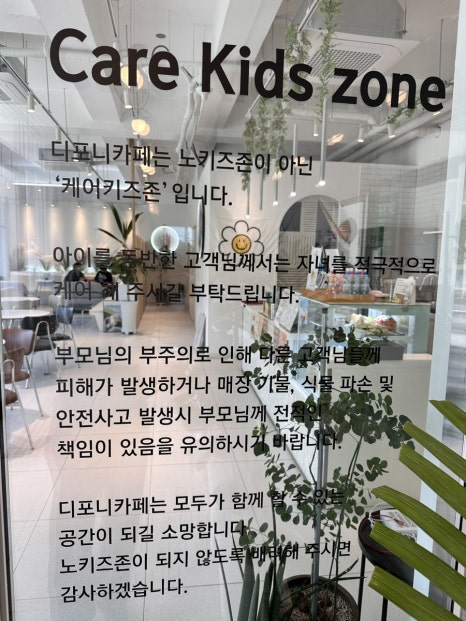 Care Kids zone
디포니카페는 노키즈존이 아닌
‘케어키즈존’ 입니다.
아이를 동반한 고객님께서는 자녀를 적극적으로
케어 해 주시길 부탁드립니다.
부모님의 부주의로 인해 다른 고객님들께
피해가 발생하거나 매장 기물, 식물 파손 및
안전사고 발생시 부모님께 전적인
책임이 있음을 유의하시기 바랍니다.
디포니카페는 모두가 함께 할 수 있는
공간이 되길 소망합니다.
노키즈존이 되지 않도록 배려해 주시면
감사하겠습니다.